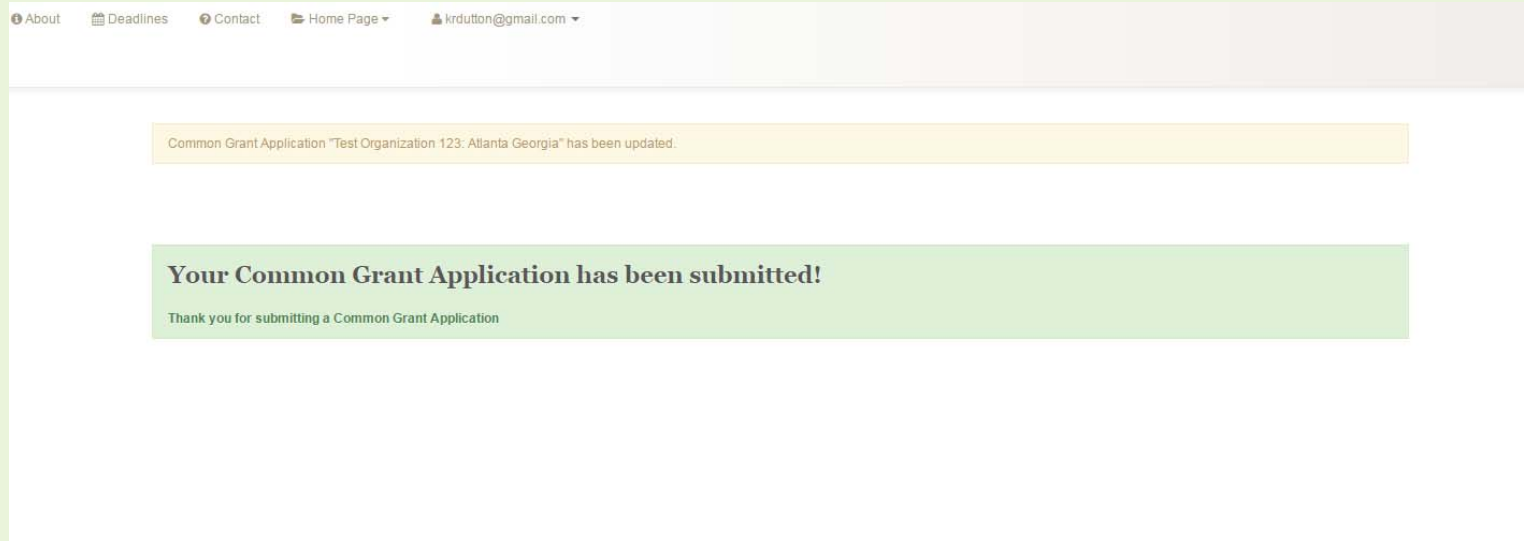 About Deadlines Contact Home Page krdutton@gmail.com
Common Grant Application "Test Organization 123: Atlanta Georgia" has been updated.
Your Common Grant Application has been submitted!
Thank you for submitting a Common Grant Application